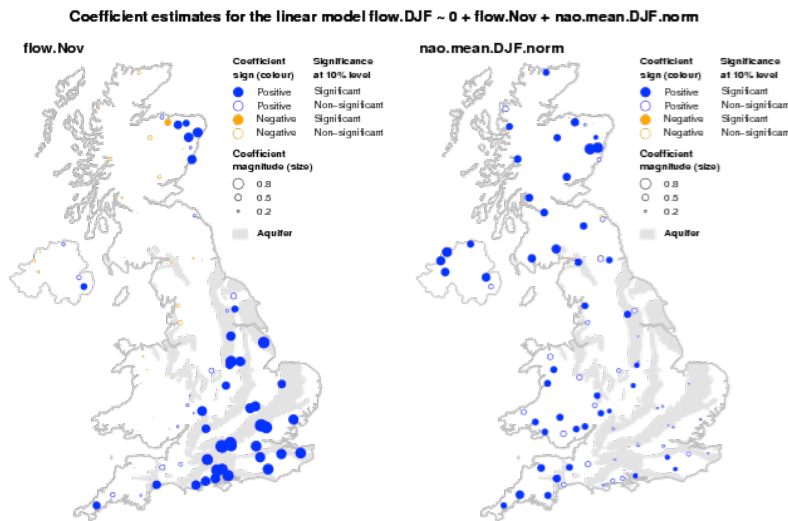 Coefficient estimates for the linear model flow.DJF ~ 0 + flow.Nov + nao.mean.DJF.norm
flow.Nov
Coefficient sign (colour)
Significance at 10% level
Positive Significant
Positive Non−significant
Negative Significant
Negative Non−significant
Coefficient magnitude (size)
0.8
0.5
0.2
Aquifer
nao.mean.DJF.norm
Coefficient sign (colour)
Significance at 10% level
Positive Significant
Positive Non−significant
Negative Significant
Negative Non−significant
Coefficient magnitude (size)
0.8
0.5
0.2
Aquifer